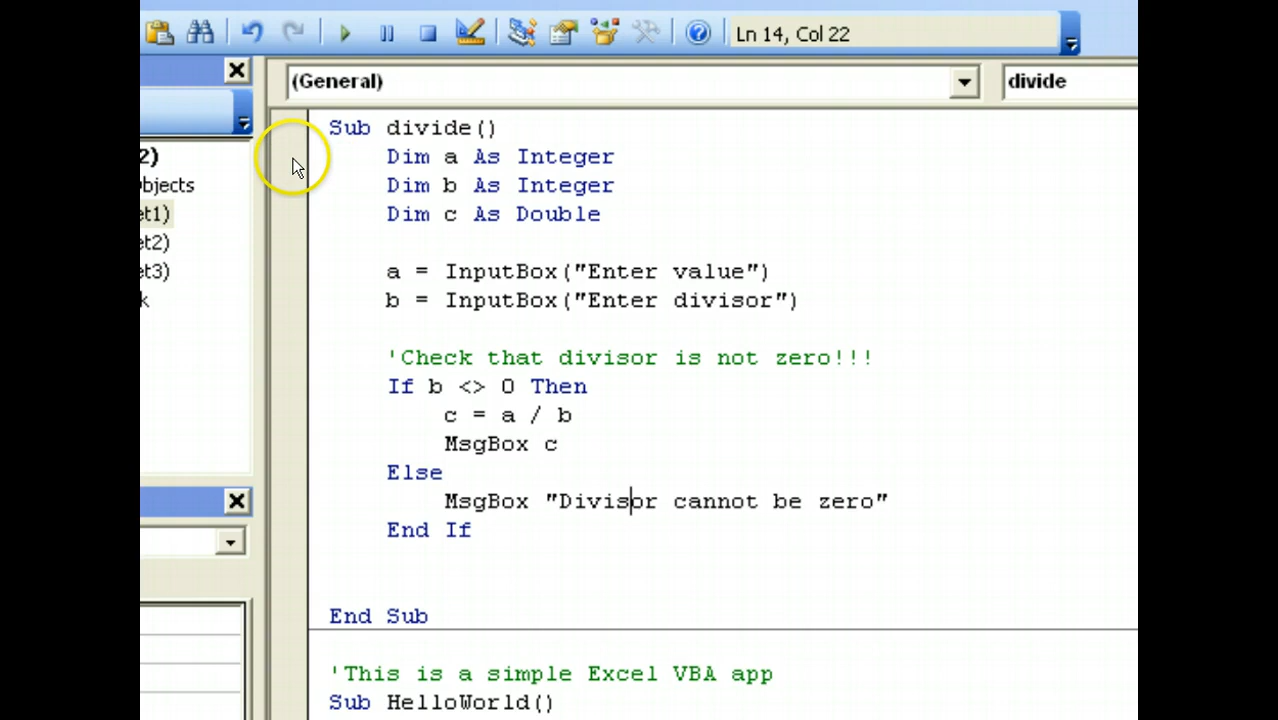 Ln 14, Col 22
(General)
divide
2)
bjects
et1)
et2)
et3)
k
Sub divide()
Dim a As Integer
Dim b As Integer
Dim c As Double
a = InputBox("Enter value")
b = InputBox("Enter divisor")
'Check that divisor is not zero!!!
If b <> 0 Then
c = a / b
MsgBox c
Else
MsgBox "Divisor cannot be zero"
End If
End Sub
'This is a simple Excel VBA app
Sub HelloWorld()